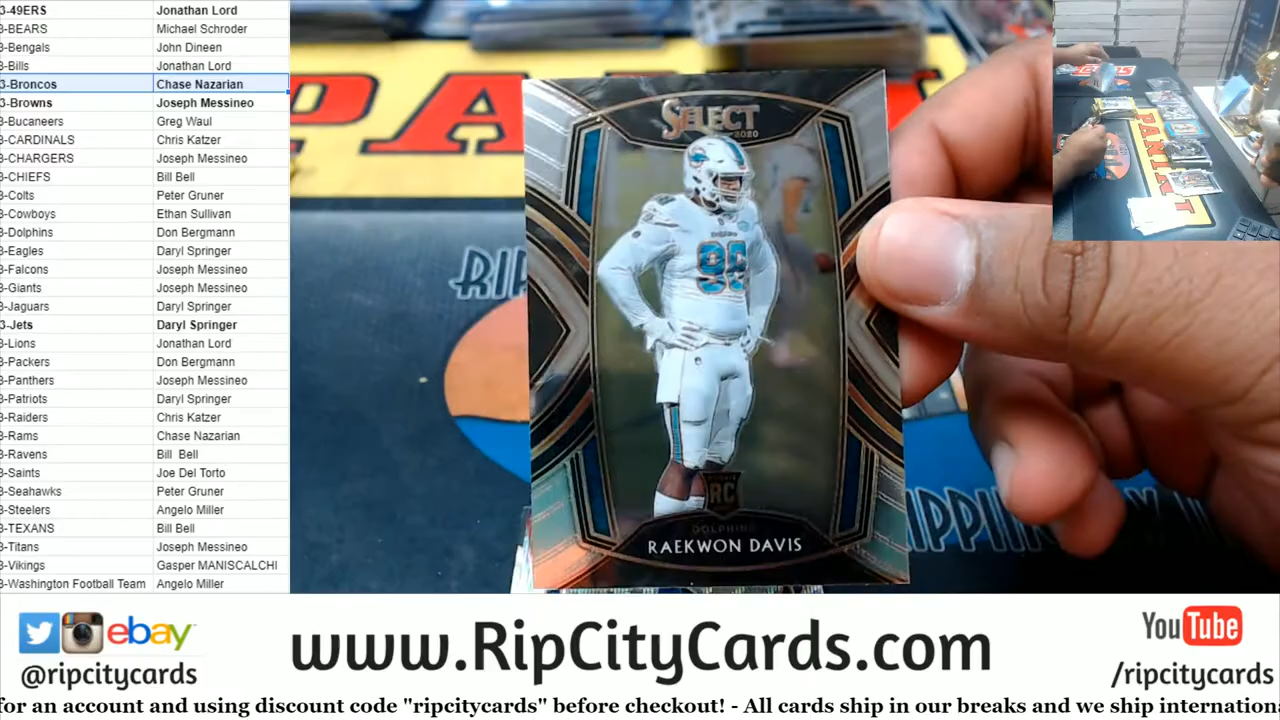 3-49ERS Jonathan Lord
3-BEARS Michael Schroder
3-Bengals John Dineen
3-Bills Jonathan Lord
3-Broncos Chase Nazarian
3-Browns Joseph Messineo
3-Bucaneers Greg Waul
3-CARDINALS Chris Katzer
3-CHARGERS Joseph Messineo
3-CHIEFS Bill Bell
3-Colts Peter Gruner
3-Cowboys Ethan Sullivan
3-Dolphins Don Bergmann
3-Eagles Daryl Springer
3-Falcons Joseph Messineo
3-Giants Joseph Messineo
3-Jaguars Daryl Springer
3-Jets Daryl Springer
3-Lions Jonathan Lord
3-Packers Don Bergmann
3-Panthers Joseph Messineo
3-Patriots Daryl Springer
3-Raiders Chris Katzer
3-Rams Chase Nazarian
3-Ravens Bill Bell
3-Saints Joe Del Torto
3-Seahawks Peter Gruner
3-Steelers Angelo Miller
3-TEXANS Bill Bell
3-Titans Joseph Messineo
3-Vikings Gasper MANISCALCHI
3-Washington Football Team Angelo Miller
PANI
SELECT
2020
98
RC
DOLPHINS
RAEKWON DAVIS
RIP
RIPPIN
PANINI
ebay
@ripcitycards
www.RipCityCards.com
YouTube
/ripcitycards
for an account and using discount code "ripcitycards" before checkout! - All cards ship in our breaks and we ship internation